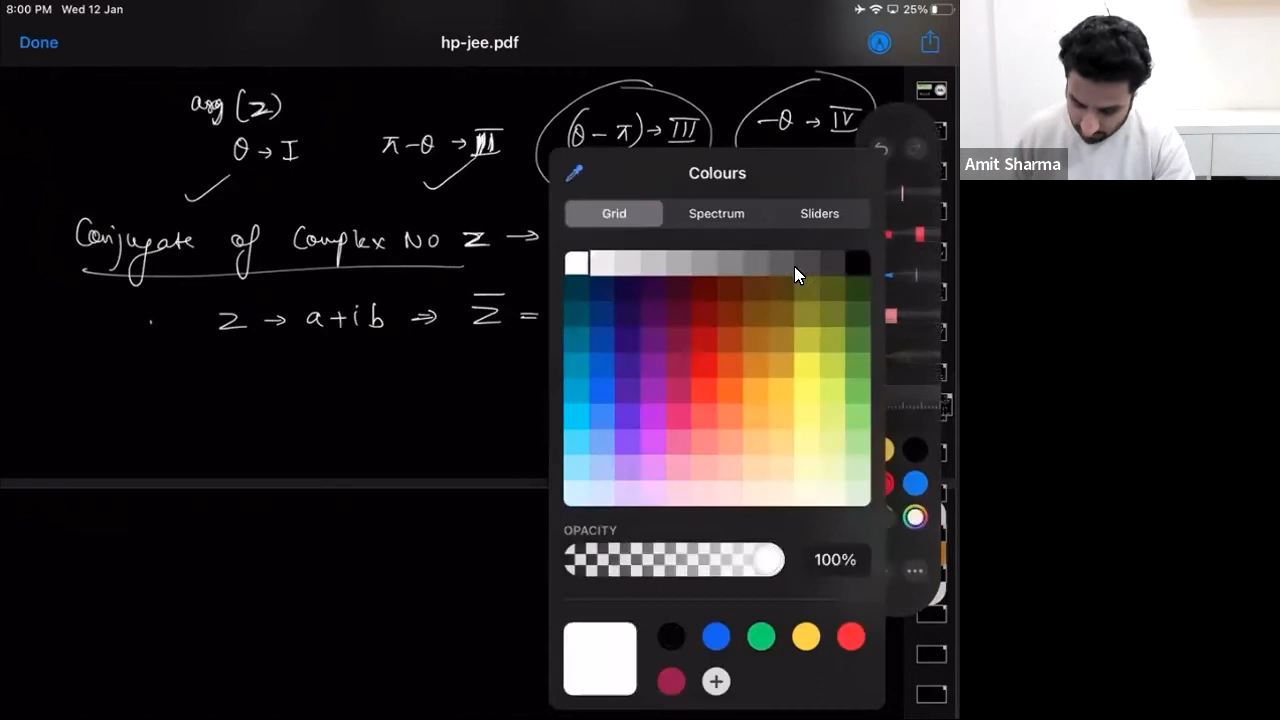 8:00 PM Wed 12 Jan
25%
Done
hp-jee.pdf
arg (z)
θ → I
π-θ →
(θ - π) → III
-θ → IV
Conjugate of Complex No z →
z → a+ib ⇒ z̅ =
Colours
Grid
Spectrum
Sliders
OPACITY
100%
Amit Sharma